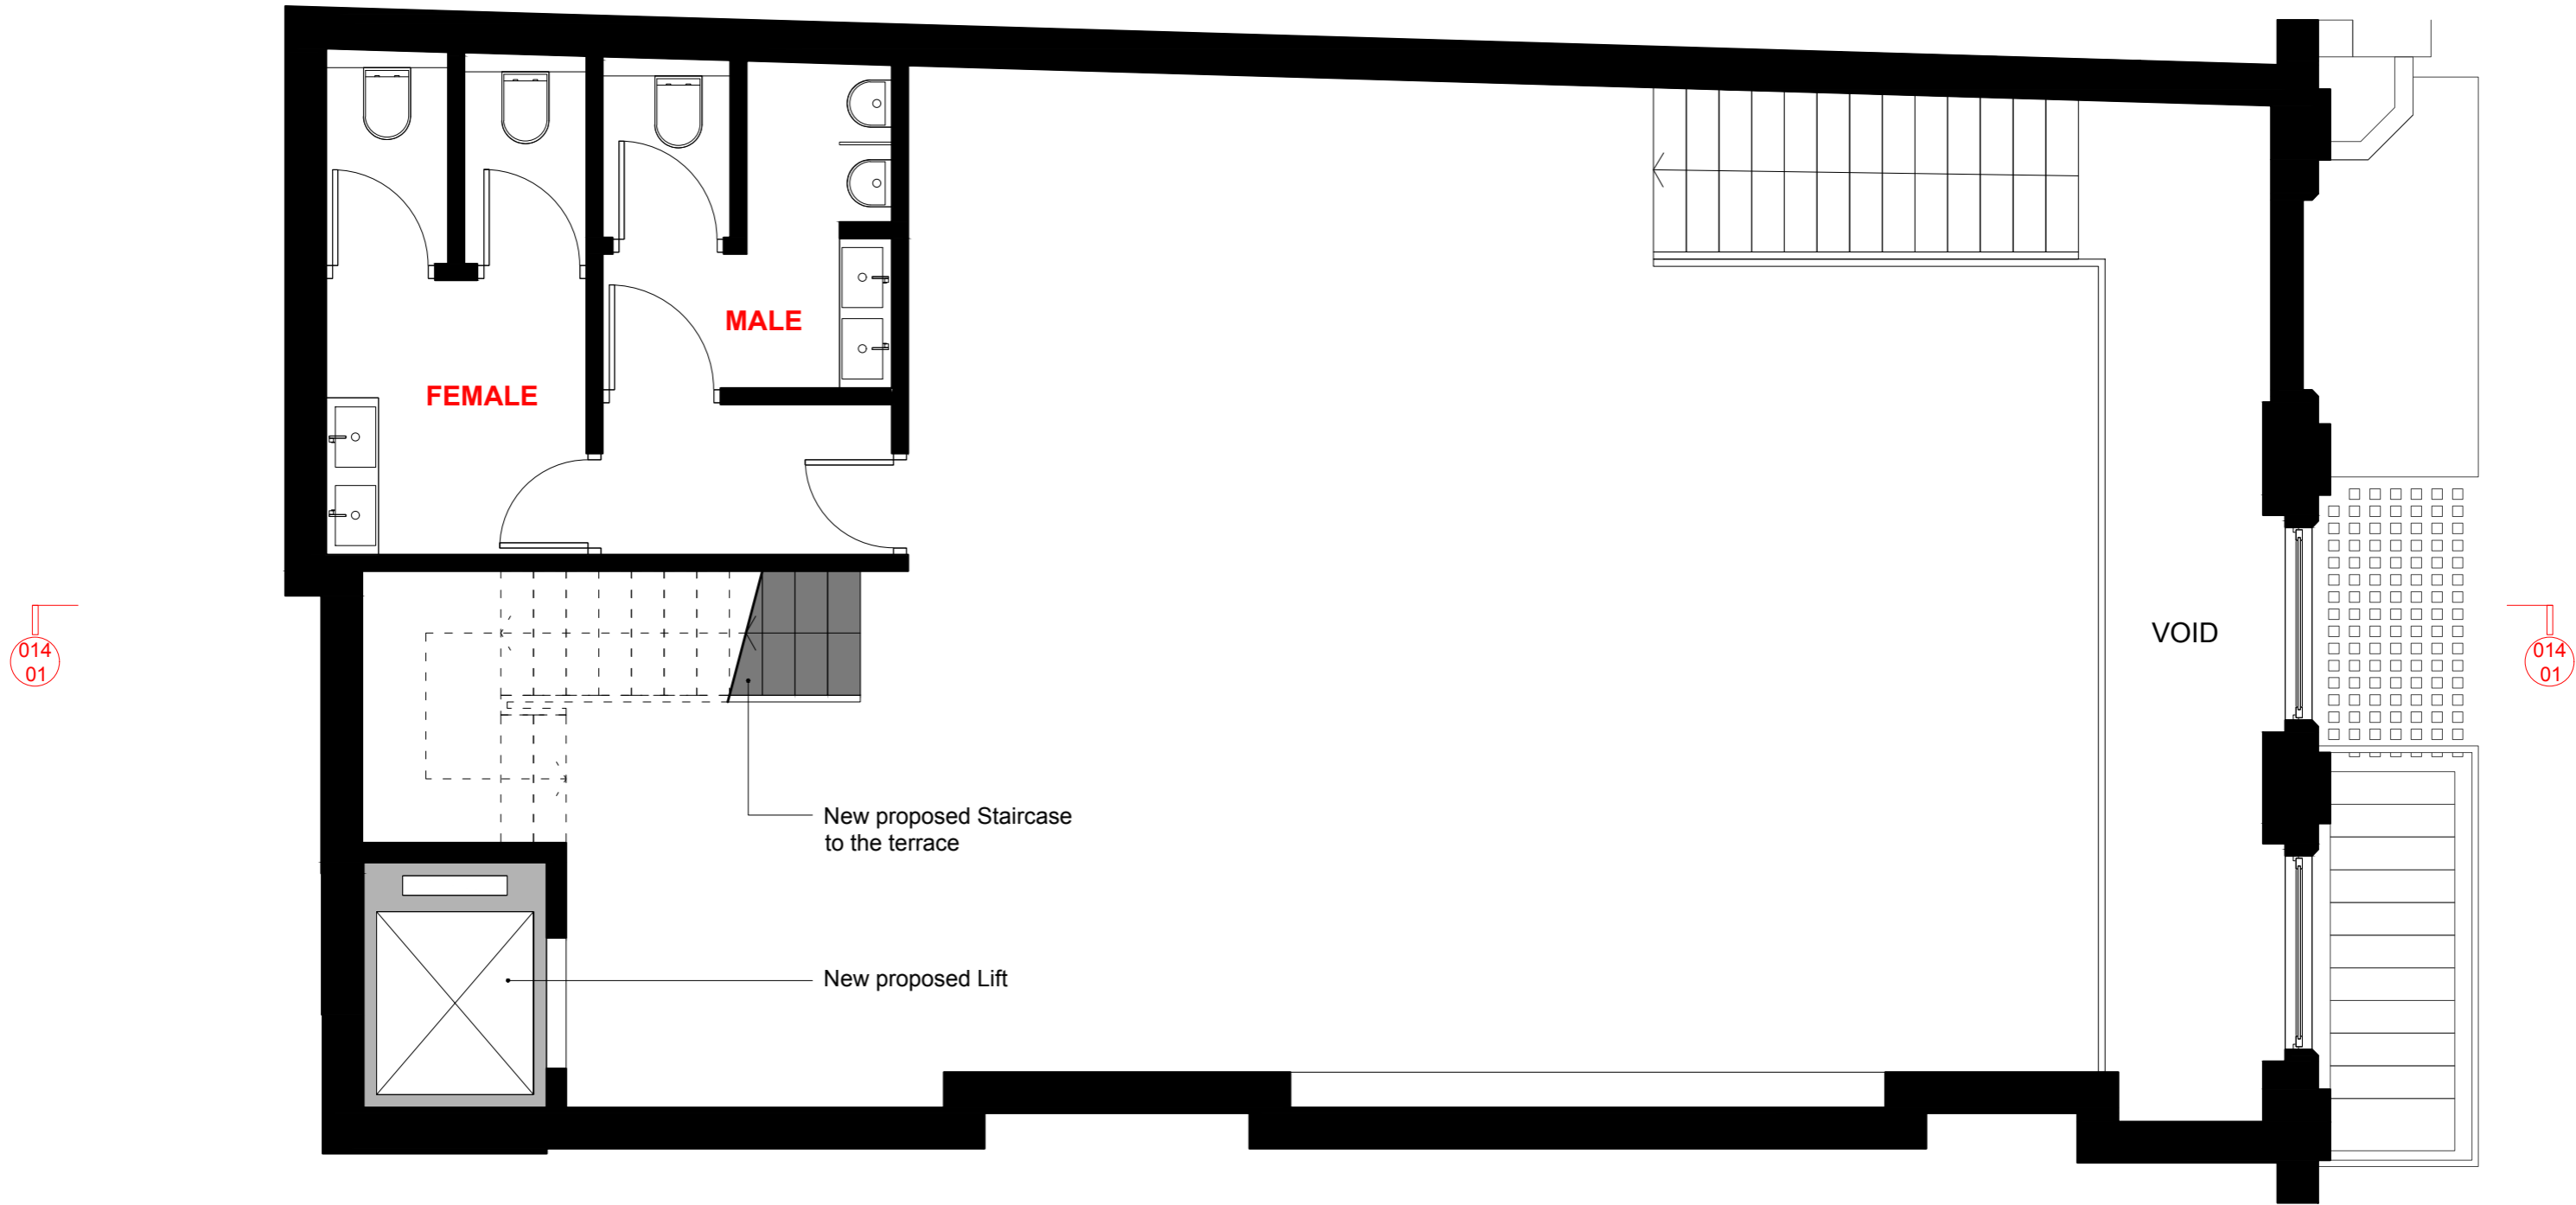 MALE
FEMALE
VOID
014
01
014
01
New proposed Staircase
to the terrace
New proposed Lift